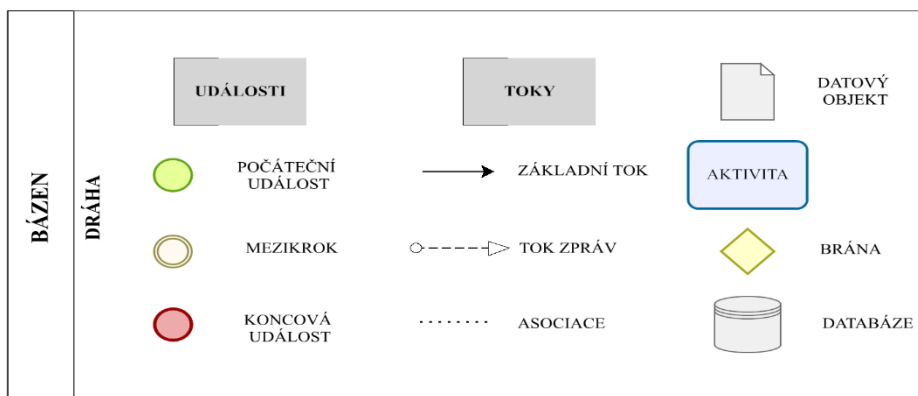 BÁZEN
DRÁHA
UDÁLOSTI
TOKY
DATOVÝ
OBJEKT
POČÁTEČNÍ
UDÁLOST
ZÁKLADNÍ TOK
AKTIVITA
MEZIKROK
TOK ZPRÁV
BRÁNA
KONCOVÁ
UDÁLOST
ASOCIACE
DATABÁZE